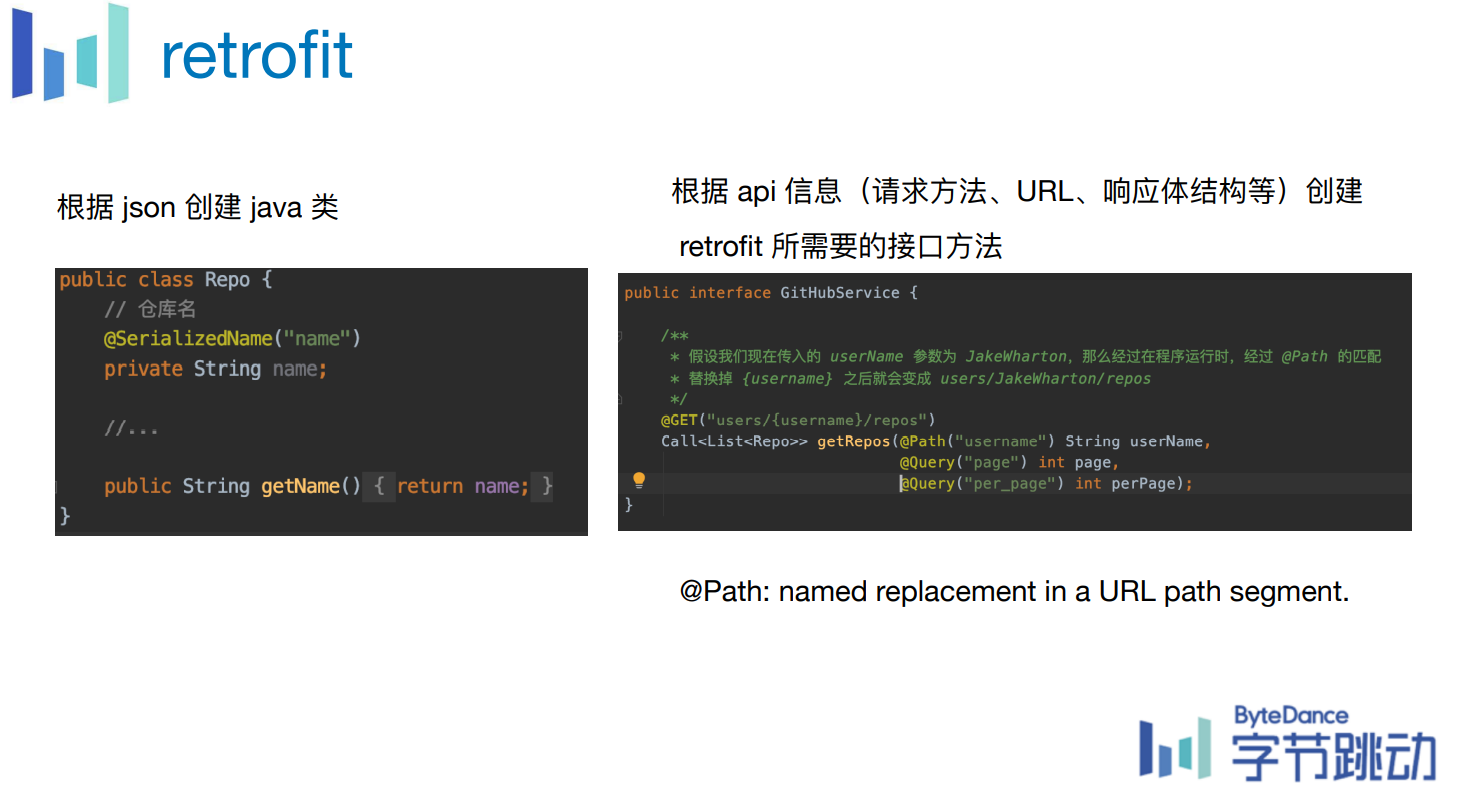 retrofit
根据 json 创建 java 类
public class Repo {
// 仓库名
@SerializedName("name")
private String name;
//...
public String getName() { return name; }
}
根据 api 信息（请求方法、URL、响应体结构等）创建
retrofit 所需要的接口方法
public interface GitHubService {
/**
* 假设我们现在传入的 userName 参数为 JakeWharton，那么经过在程序运行时，经过 @Path 的匹配
* 替换掉 {username} 之后就会变成 users/JakeWharton/repos
*/
@GET("users/{username}/repos")
Call<List<Repo>> getRepos(@Path("username") String userName,
@Query("page") int page,
@Query("per_page") int perPage);
}
@Path: named replacement in a URL path segment.
ByteDance
字节跳动